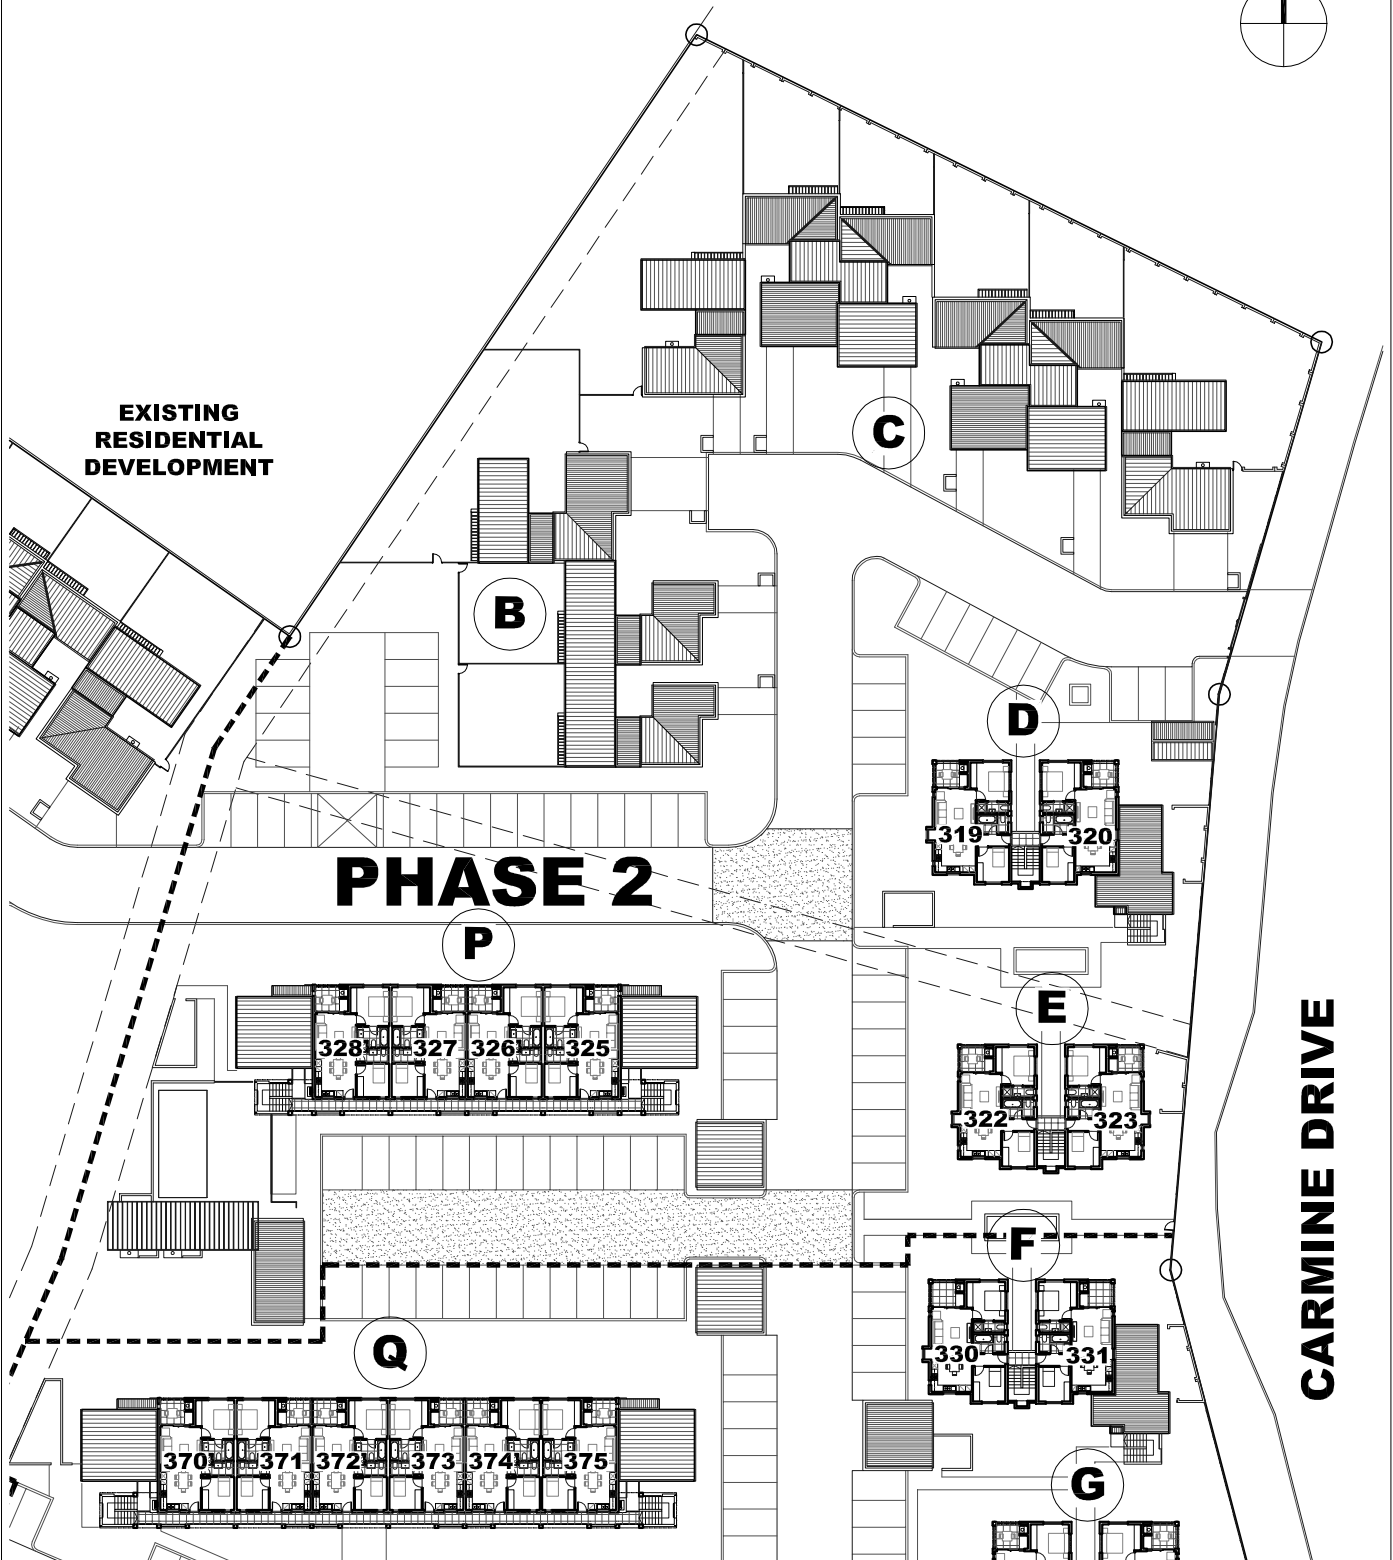 C
EXISTING
RESIDENTIAL
DEVELOPMENT
B
D
319
320
PHASE 2
P
E
328
327
326
325
322
323
CARMINE DRIVE
F
Q
330
331
370
371
372
373
374
375
G